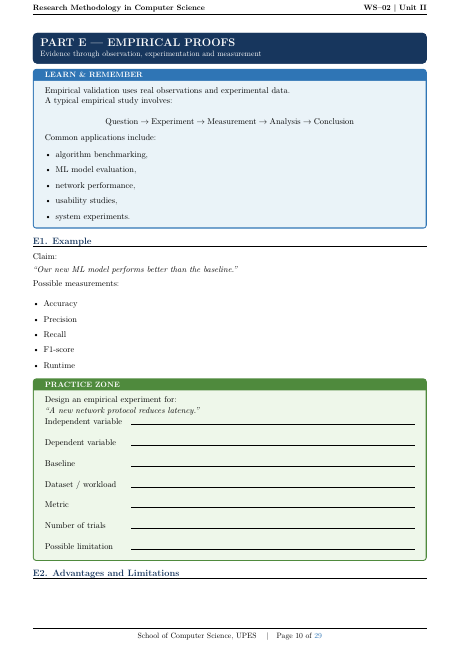 Research Methodology in Computer Science WS–02 | Unit II
PART E — EMPIRICAL PROOFS
Evidence through observation, experimentation and measurement
LEARN & REMEMBER
Empirical validation uses real observations and experimental data.
A typical empirical study involves:
Question → Experiment → Measurement → Analysis → Conclusion
Common applications include:
• algorithm benchmarking,
• ML model evaluation,
• network performance,
• usability studies,
• system experiments.
E1. Example
Claim:
“Our new ML model performs better than the baseline.”
Possible measurements:
• Accuracy
• Precision
• Recall
• F1-score
• Runtime
PRACTICE ZONE
Design an empirical experiment for:
“A new network protocol reduces latency.”
Independent variable
Dependent variable
Baseline
Dataset / workload
Metric
Number of trials
Possible limitation
E2. Advantages and Limitations
School of Computer Science, UPES | Page 10 of 29